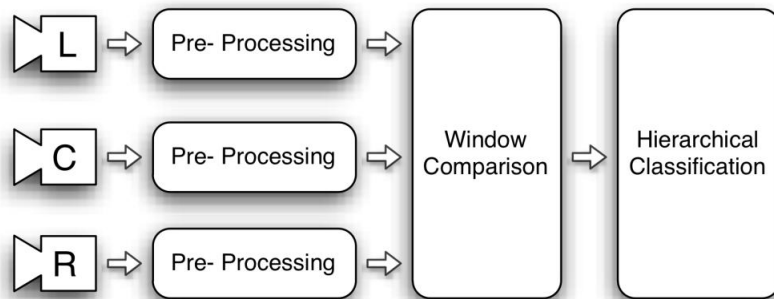 L
Pre- Processing
C
Pre- Processing
R
Pre- Processing
Window
Comparison
Hierarchical
Classification